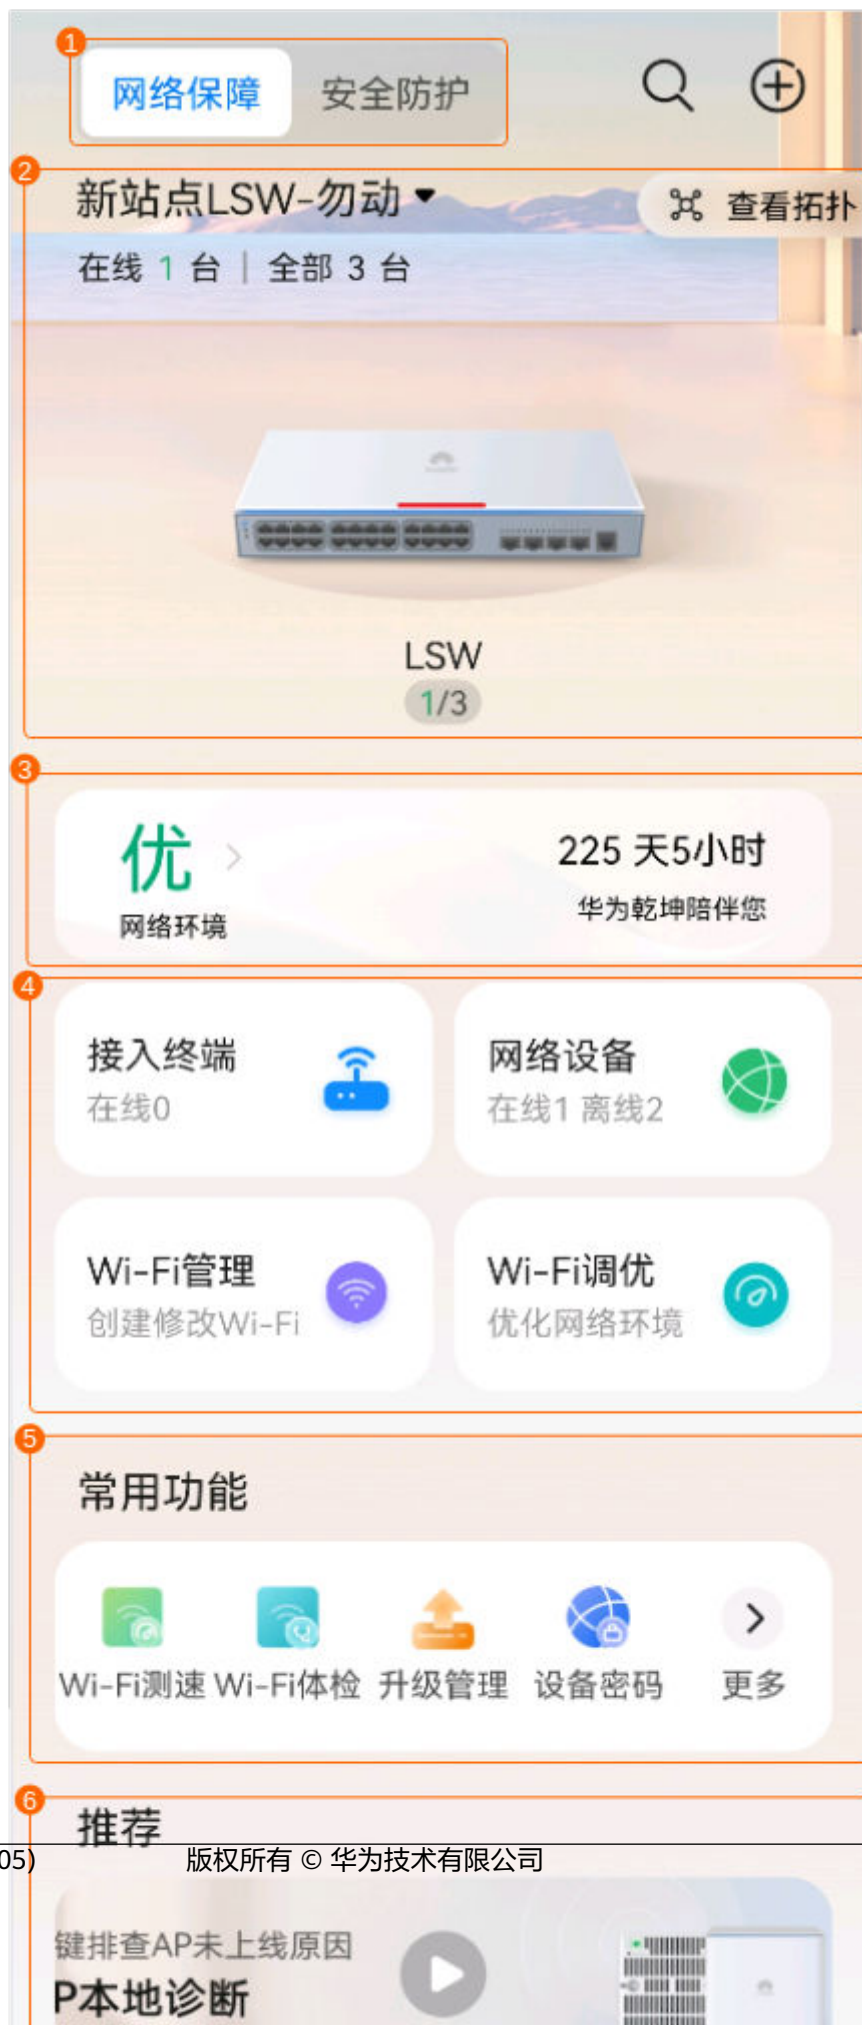 1
网络保障 安全防护
2
新站点LSW-勿动
查看拓扑
在线 1 台 | 全部 3 台
LSW
1/3
3
优
225 天5小时
网络环境
华为乾坤陪伴您
4
接入终端
在线0
网络设备
在线1 离线2
Wi-Fi管理
创建修改Wi-Fi
Wi-Fi调优
优化网络环境
5
常用功能
Wi-Fi测速 Wi-Fi体检 升级管理 设备密码 更多
6
推荐
05) 版权所有 © 华为技术有限公司
键排查AP未上线原因
P本地诊断